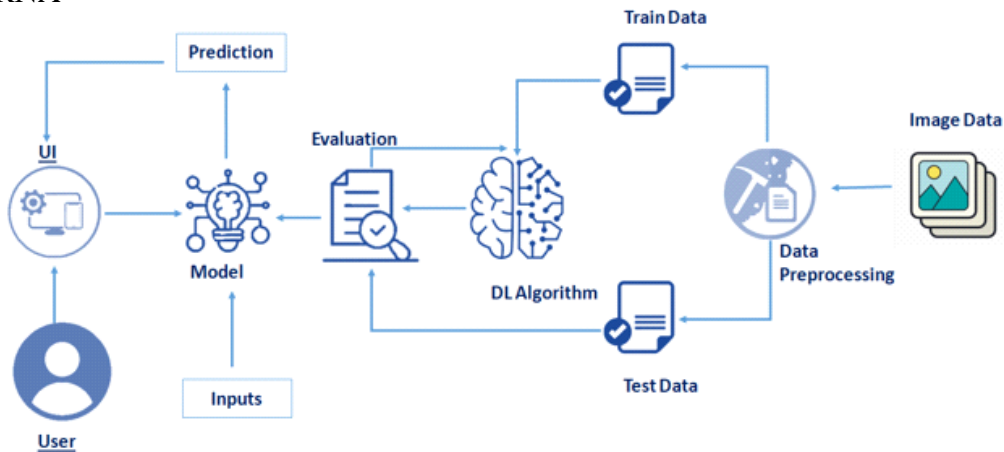 Train Data
Prediction
Image Data
Evaluation
UI
Data
Preprocessing
Model
DL Algorithm
Test Data
Inputs
User